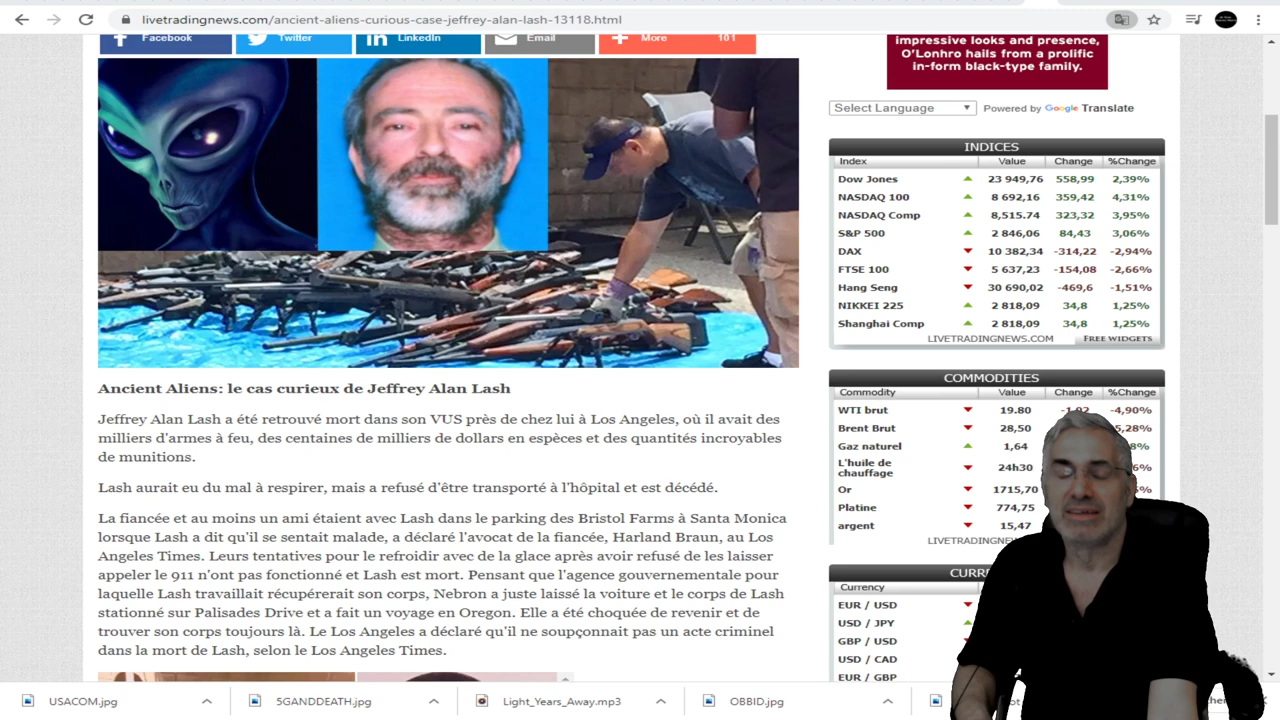 livetradingnews.com/ancient-aliens-curious-case-jeffrey-alan-lash-13118.html
Facebook
Twitter
LinkedIn
Email
More
101
impressive looks and presence,
O'Lonhro hails from a prolific
in-form black-type family.
Select Language
Powered by Google Translate
Ancient Aliens: le cas curieux de Jeffrey Alan Lash
Jeffrey Alan Lash a été retrouvé mort dans son VUS près de chez lui à Los Angeles, où il avait des
milliers d'armes à feu, des centaines de milliers de dollars en espèces et des quantités incroyables
de munitions.
Lash aurait eu du mal à respirer, mais a refusé d'être transporté à l'hôpital et est décédé.
La fiancée et au moins un ami étaient avec Lash dans le parking des Bristol Farms à Santa Monica
lorsque Lash a dit qu'il se sentait malade, a déclaré l'avocat de la fiancée, Harland Braun, au Los
Angeles Times. Leurs tentatives pour le refroidir avec de la glace après avoir refusé de les laisser
appeler le 911 n'ont pas fonctionné et Lash est mort. Pensant que l'agence gouvernementale pour
laquelle Lash travaillait récupérerait son corps, Nebron a juste laissé la voiture et le corps de Lash
stationné sur Palisades Drive et a fait un voyage en Oregon. Elle a été choquée de revenir et de
trouver son corps toujours là. Le Los Angeles a déclaré qu'il ne soupçonnait pas un acte criminel
dans la mort de Lash, selon le Los Angeles Times.
INDICES
Index Value Change %Change
Dow Jones 23 949,76 558,99 2,39%
NASDAQ 100 8 692,16 359,42 4,31%
NASDAQ Comp 8,515.74 323,32 3,95%
S&P 500 2 846,06 84,43 3,06%
DAX 10 382,34 -314,22 -2,94%
FTSE 100 5 637,23 -154,08 -2,66%
Hang Seng 30 690,02 -469,6 -1,51%
NIKKEI 225 2 818,09 34,8 1,25%
Shanghai Comp 2 818,09 34,8 1,25%
LIVETRADINGNEWS.COM FREE WIDGETS
COMMODITIES
Commodity Value Change %Change
WTI brut 19.80 -1,92 -4,90%
Brent Brut 28,50 5,28%
Gaz naturel 1,64
L'huile de
chauffage 24h30
Or 1715,70
Platine 774,75
argent 15,47
Currency
EUR / USD
USD / JPY
GBP / USD
USD / CAD
EUR / GBP
USACOM.jpg
5GANDDEATH.jpg
Light_Years_Away.mp3
OBBID.jpg